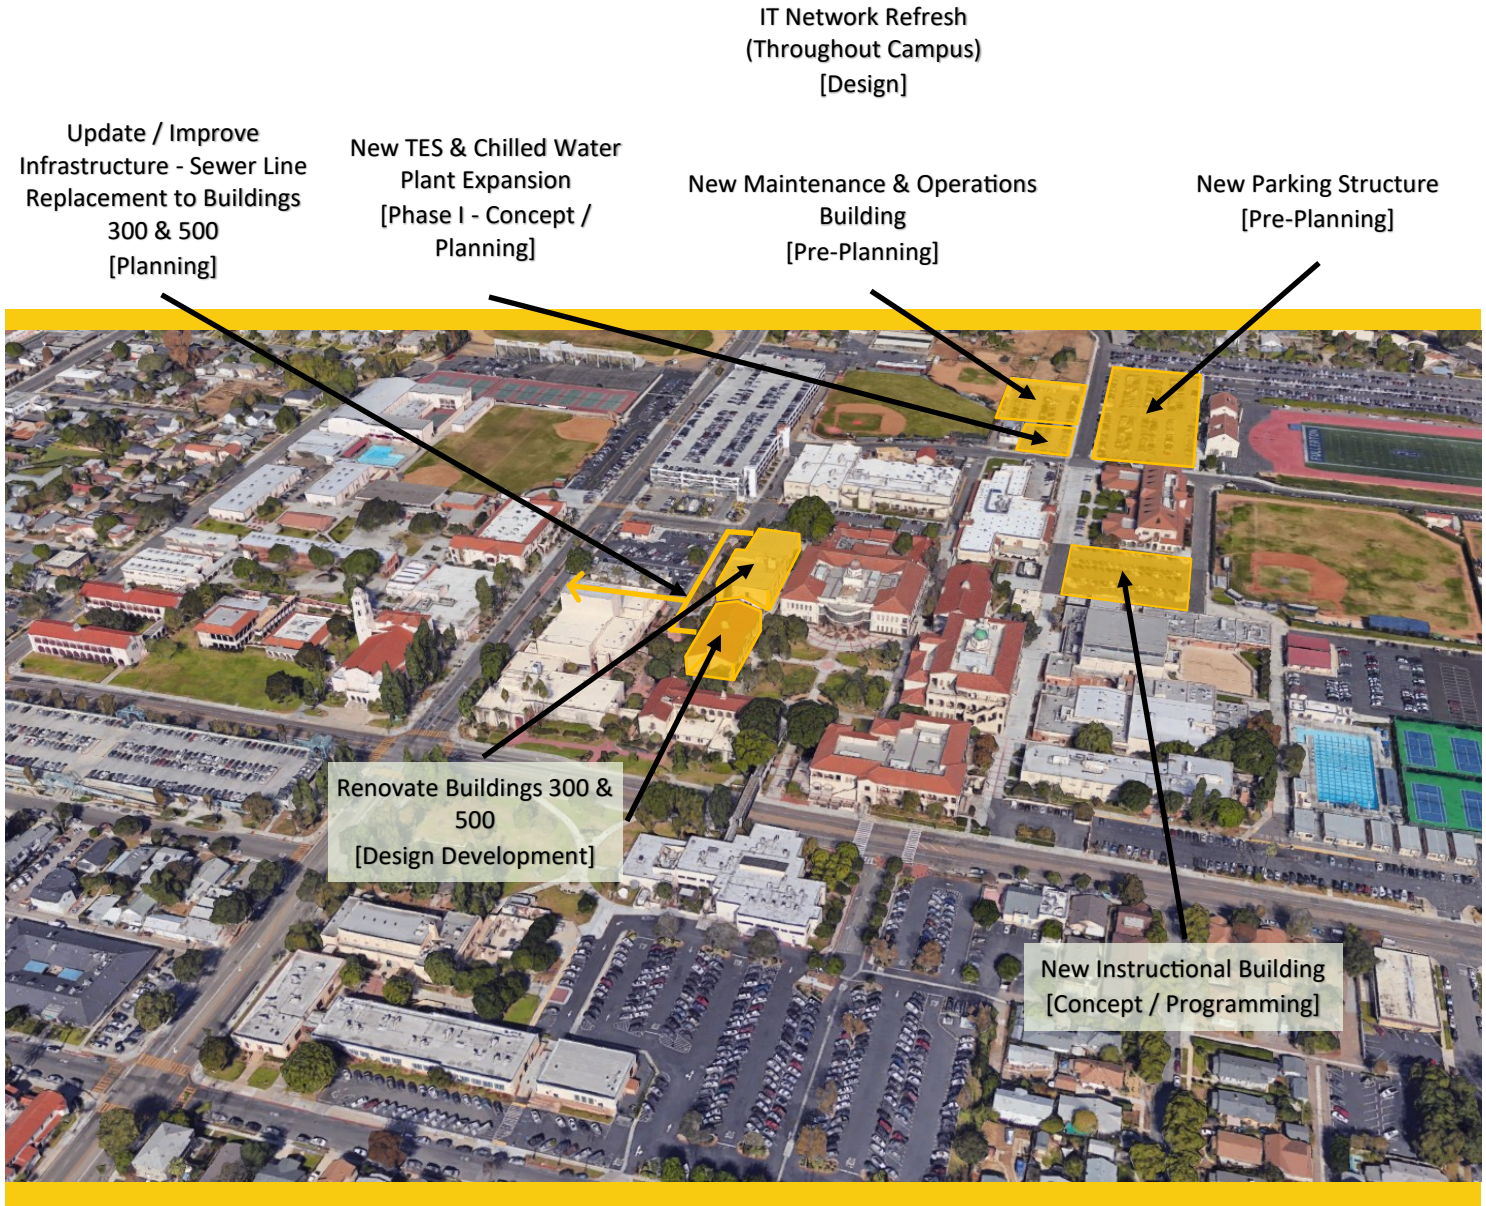 IT Network Refresh
(Throughout Campus)
[Design]
Update / Improve
Infrastructure - Sewer Line
Replacement to Buildings
300 & 500
[Planning]
New TES & Chilled Water
Plant Expansion
[Phase I - Concept /
Planning]
New Maintenance & Operations
Building
[Pre-Planning]
New Parking Structure
[Pre-Planning]
FULLERTON
Renovate Buildings 300 &
500
[Design Development]
New Instructional Building
[Concept / Programming]